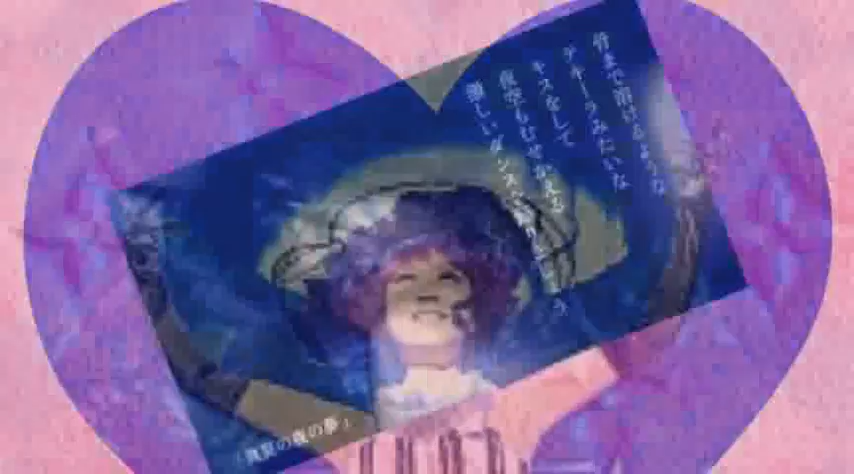 骨まで溶けるような
テキーラみたいな
キスをして
夜空もむせかえる
激しいダンスを踊りましょう
「真夏の夜の夢」